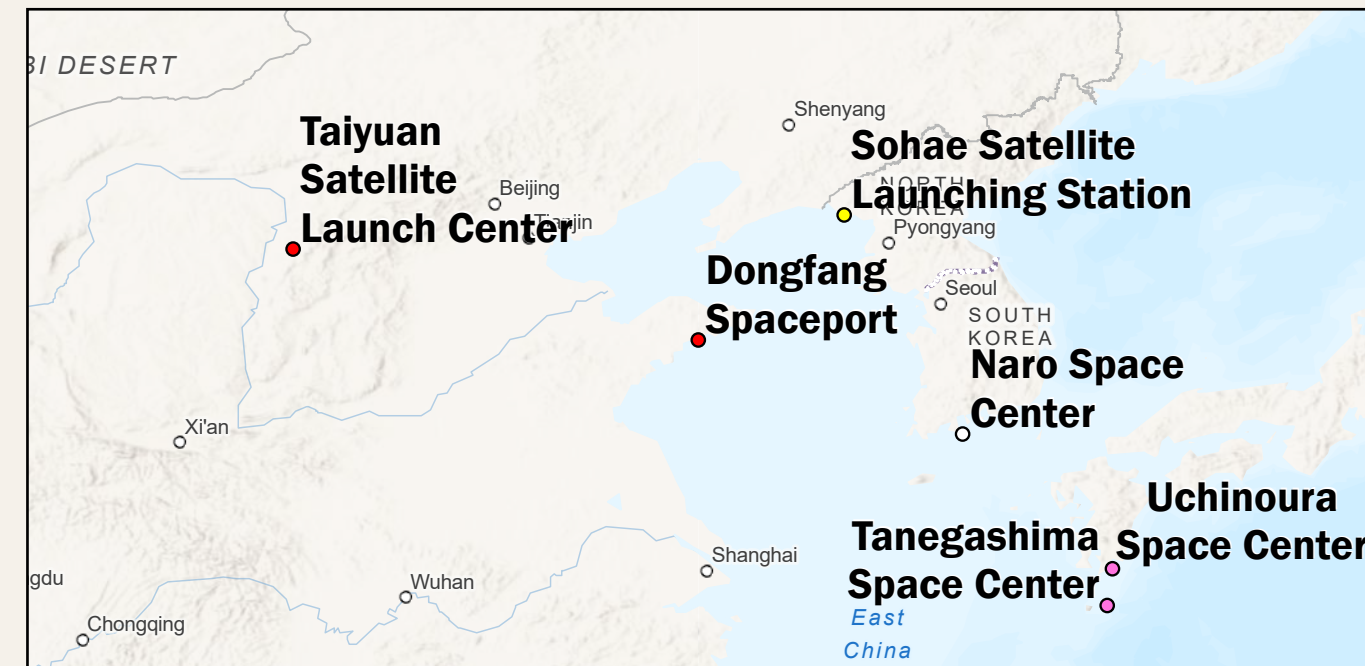 BI DESERT
Taiyuan
Satellite
Launch Center
Beijing
Tianjin
Shenyang
Sohae Satellite
Launching Station
NORTH
KOREA
Pyongyang
Dongfang
Spaceport
Seoul
SOUTH
KOREA
Naro Space
Center
Xi'an
Uchinoura
Space Center
Tanegashima
Space Center
Shanghai
Wuhan
gdu
Chongqing
East
China